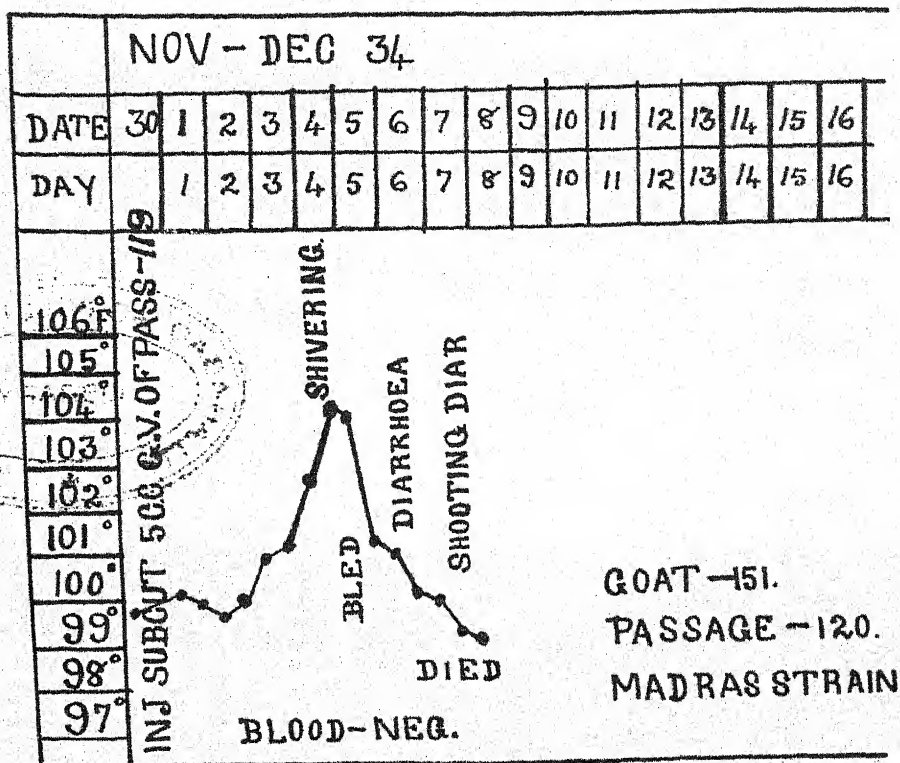 NOV - DEC 34
DATE 30 1 2 3 4 5 6 7 8 9 10 11 12 13 14 15 16
DAY 1 2 3 4 5 6 7 8 9 10 11 12 13 14 15 16
106°F
105°
104°
103°
102°
101°
100°
99°
98°
97°
INJ SUBCUT 5CC G.V. OF PASS-119
SHIVERING
BLED
DIARRHOEA
SHOOTING DIAR
DIED
BLOOD-NEG.
GOAT-151.
PASSAGE-120.
MADRAS STRAIN